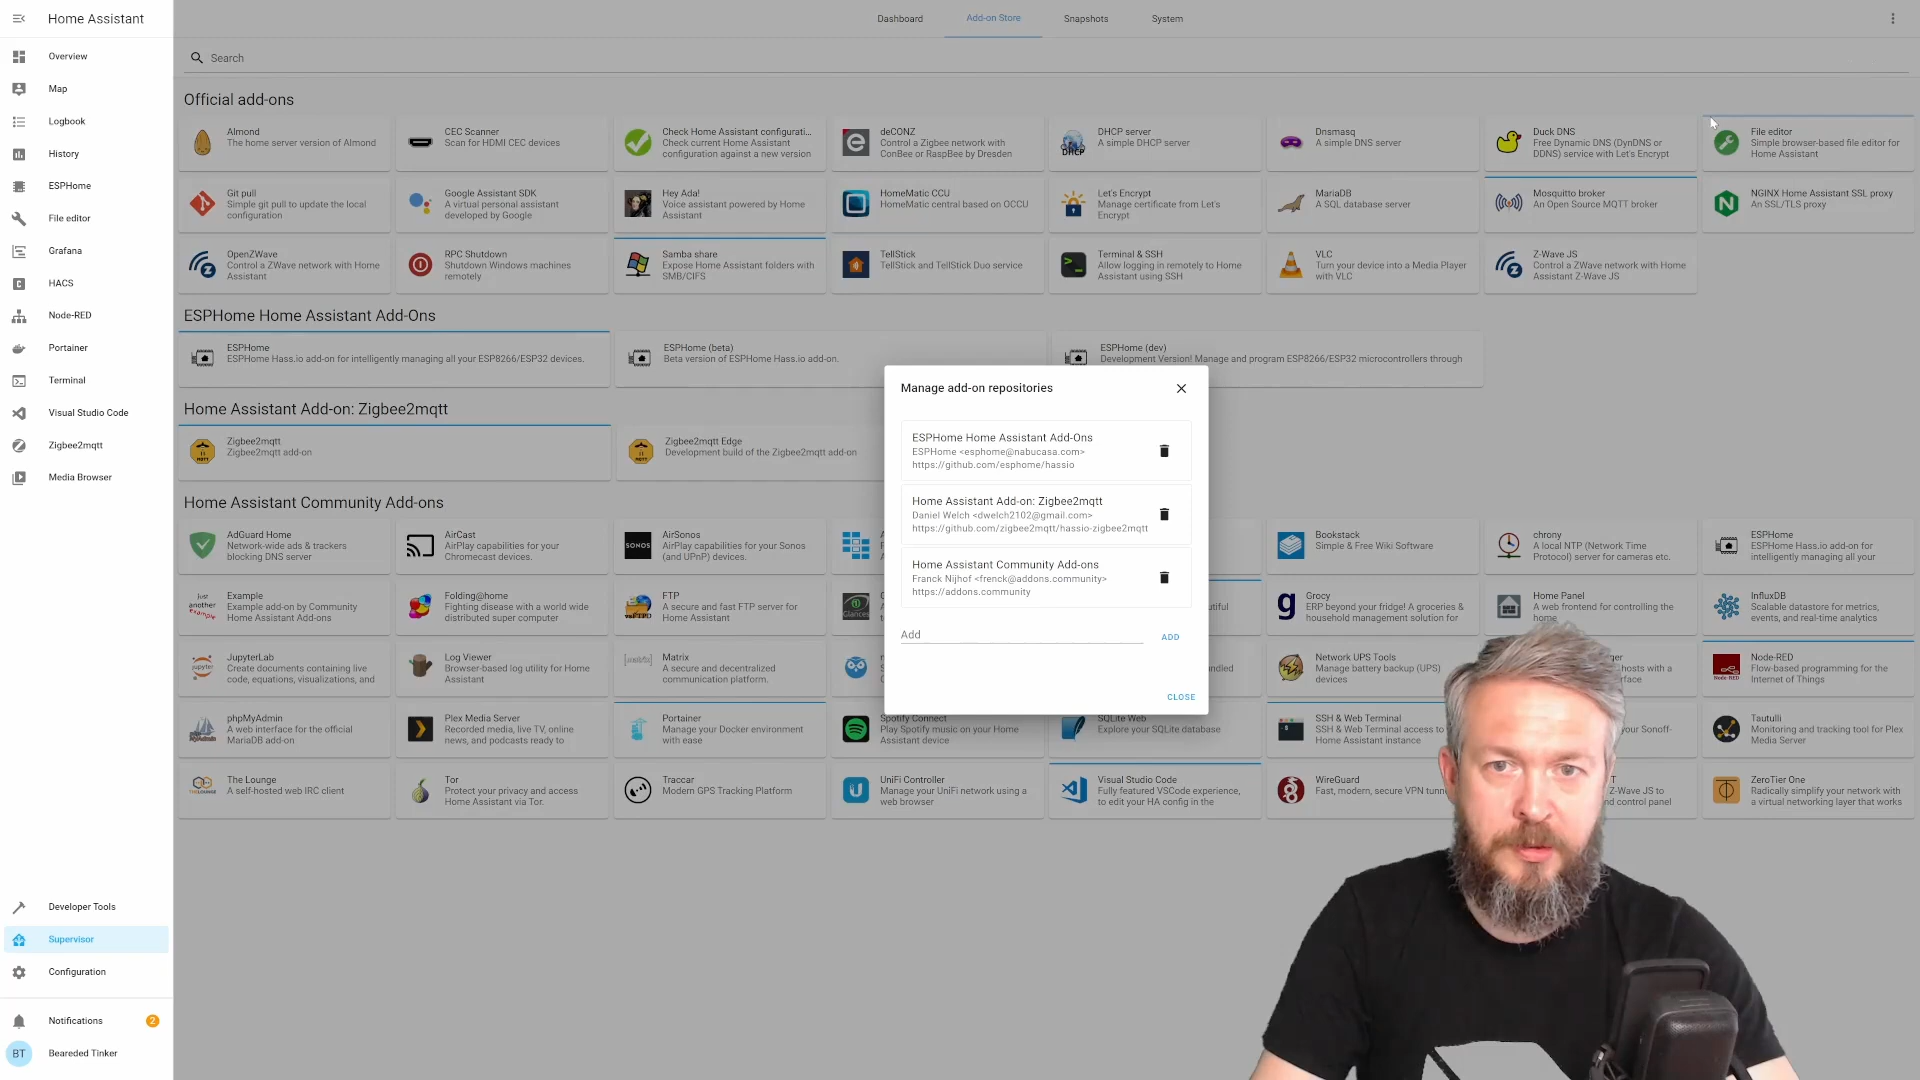 Home Assistant
Overview
Map
Logbook
History
ESPHome
File editor
Grafana
HACS
Node-RED
Portainer
Terminal
Visual Studio Code
Zigbee2mqtt
Media Browser
Developer Tools
Supervisor
Configuration
Notifications
2
BT
Bearded Tinker
Dashboard
Add-on Store
Snapshots
System
Search
Official add-ons
Almond
The home server version of Almond
CEC Scanner
Scan for HDMI CEC devices
Check Home Assistant configurati...
Check current Home Assistant
configuration against a new version
deCONZ
Control a Zigbee network with
ConBee or RaspBee by Dresden
DHCP server
A simple DHCP server
Dnsmasq
A simple DNS server
Duck DNS
Free Dynamic DNS (DynDNS or
DDNS) service with Let's Encrypt
File editor
Simple browser-based file editor for
Home Assistant
Git pull
Simple git pull to update the local
configuration
Google Assistant SDK
A virtual personal assistant
developed by Google
Hey Ada!
Voice assistant powered by Home
Assistant
HomeMatic CCU
HomeMatic central based on OCCU
Let's Encrypt
Manage certificate from Let's
Encrypt
MariaDB
A SQL database server
Mosquitto broker
An Open Source MQTT broker
NGINX Home Assistant SSL proxy
An SSL/TLS proxy
OpenZWave
Control a ZWave network with Home
Assistant
RPC Shutdown
Shutdown Windows machines
remotely
Samba share
Expose Home Assistant folders with
SMB/CIFS
TellStick
TellStick and TellStick Duo service
Terminal & SSH
Allow logging in remotely to Home
Assistant using SSH
VLC
Turn your device into a Media Player
with VLC
Z-Wave JS
Control a ZWave network with Home
Assistant Z-Wave JS
ESPHome Home Assistant Add-Ons
ESPHome
ESPHome Hass.io add-on for intelligently managing all your ESP8266/ESP32 devices.
ESPHome (beta)
Beta version of ESPHome Hass.io add-on.
ESPHome (dev)
Development Version! Manage and program ESP8266/ESP32 microcontrollers through
Home Assistant Add-on: Zigbee2mqtt
Zigbee2mqtt
Zigbee2mqtt add-on
Zigbee2mqtt Edge
Development build of the Zigbee2mqtt add-on
Manage add-on repositories
ESPHome Home Assistant Add-Ons
ESPHome <esphome@nabucasa.com>
https://github.com/esphome/hassio
Home Assistant Add-on: Zigbee2mqtt
Daniel Welch <dwelch2102@gmail.com>
https://github.com/zigbee2mqtt/hassio-zigbee2mqtt
Home Assistant Community Add-ons
Franck Nijhof <frenck@addons.community>
https://addons.community
Add
ADD
CLOSE
Home Assistant Community Add-ons
AdGuard Home
Network-wide ads & trackers
blocking DNS server
AirCast
AirPlay capabilities for your
Chromecast devices.
SONOS
AirSonos
AirPlay capabilities for your Sonos
(and UPnP) devices.
Bookstack
Simple & Free Wiki Software
chrony
A local NTP (Network Time
Protocol) server for cameras etc.
ESPHome
ESPHome Hass.io add-on for
intelligently managing all your
Just
another
Example
Example
Example add-on by Community
Home Assistant Add-ons
Folding@home
Fighting disease with a world wide
distributed super computer
FTP
A secure and fast FTP server for
Home Assistant
Glances
Grocy
ERP beyond your fridge! A groceries &
household management solution for
Home Panel
A web frontend for controlling the
home
InfluxDB
Scalable datastore for metrics,
events, and real-time analytics
JupyterLab
Create documents containing live
code, equations, visualizations, and
Log Viewer
Browser-based log utility for Home
Assistant
[matrix]
Matrix
A secure and decentralized
communication platform.
Network UPS Tools
Manage battery backup (UPS)
devices
hosts with a
Node-RED
Flow-based programming for the
Internet of Things
phpMyAdmin
A web interface for the official
MariaDB add-on
Plex Media Server
Recorded media, live TV, online
news, and podcasts ready to
Portainer
Manage your Docker environment
with ease
Spotify Connect
Play Spotify music on your Home
Assistant device
SQLite Web
Explore your SQLite database
SSH & Web Terminal
SSH & Web Terminal access to
Home Assistant instance
your Sonoff-
Tautulli
Monitoring and tracking tool for Plex
Media Server
The Lounge
A self-hosted web IRC client
Tor
Protect your privacy and access
Home Assistant via Tor.
Traccar
Modern GPS Tracking Platform
UniFi Controller
Manage your UniFi network using a
web browser
Visual Studio Code
Fully featured VSCode experience,
to edit your HA config in the
WireGuard
Fast, modern, secure VPN tunn
Z-Wave JS to
control panel
ZeroTier One
Radically simplify your network with
a virtual networking layer that works